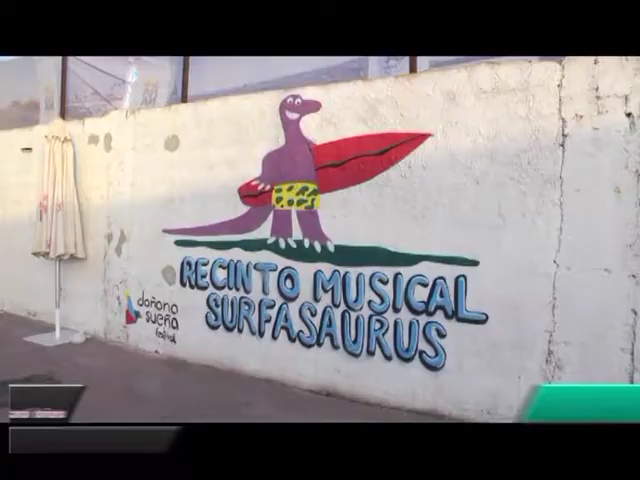 RECINTO MUSICAL
SURFASAURUS
doñana
sueña
festival